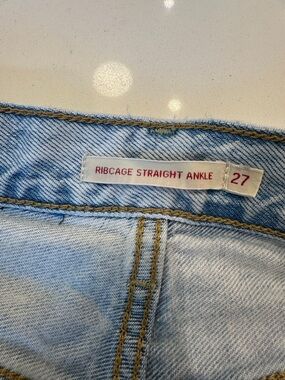 RIBCAGE STRAIGHT ANKLE 27